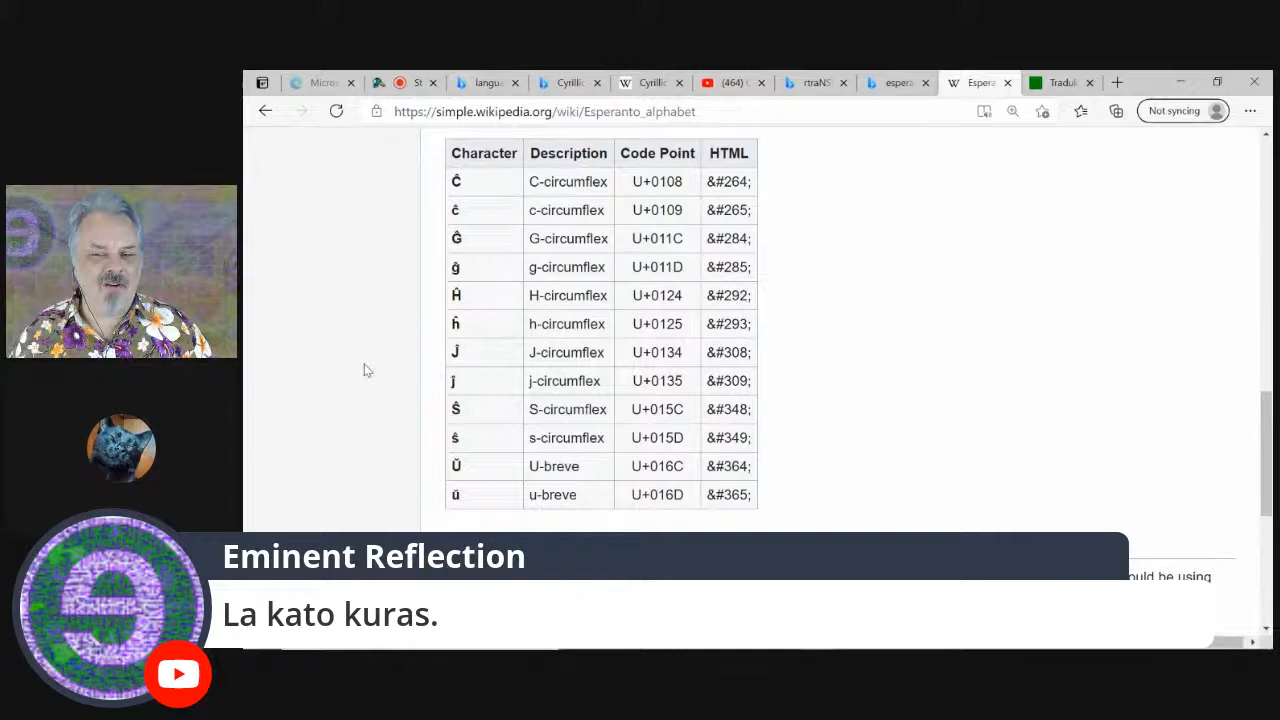 Micros
St
langua
Cyrillic
Cyrillic
(464)
rtraNS
espera
Espera
Traduk
https://simple.wikipedia.org/wiki/Esperanto_alphabet
Not syncing
Character Description Code Point HTML
Ĉ C-circumflex U+0108 &#264;
ĉ c-circumflex U+0109 &#265;
Ĝ G-circumflex U+011C &#284;
ĝ g-circumflex U+011D &#285;
Ĥ H-circumflex U+0124 &#292;
ĥ h-circumflex U+0125 &#293;
Ĵ J-circumflex U+0134 &#308;
ĵ j-circumflex U+0135 &#309;
Ŝ S-circumflex U+015C &#348;
ŝ s-circumflex U+015D &#349;
Ŭ U-breve U+016C &#364;
ŭ u-breve U+016D &#365;
ould be using
Eminent Reflection
La kato kuras.